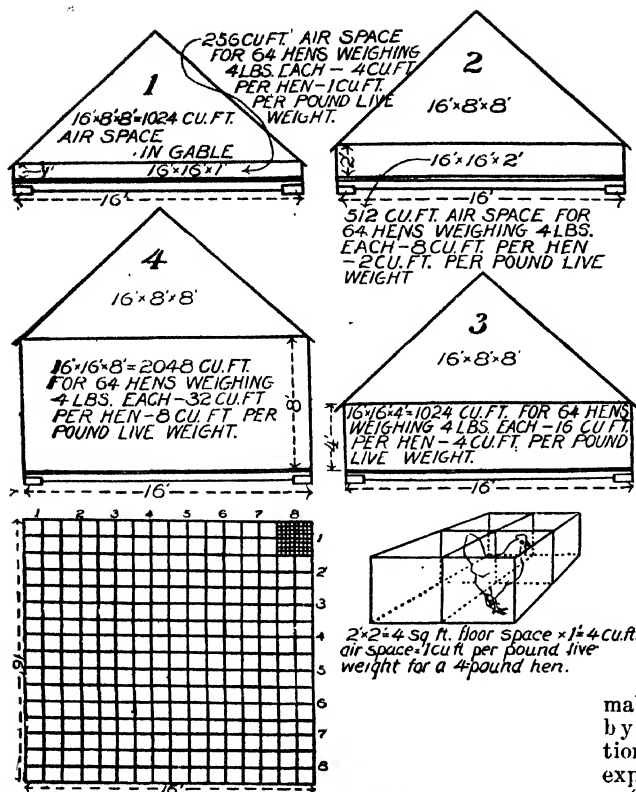 256 CU.FT. AIR SPACE
FOR 64 HENS WEIGHING
4 LBS. EACH - 4 CU.FT.
PER HEN-1 CU.FT.
PER POUND LIVE
WEIGHT.
1
16'×8'×8'=1024 CU.FT.
AIR SPACE
IN GABLE
1'
16'×16'×1'
16'
2
16'×8'×8'
2'
16'×16'×2'
16'
512 CU.FT. AIR SPACE FOR
64 HENS WEIGHING 4 LBS.
EACH-8 CU.FT. PER HEN
-2 CU.FT. PER POUND LIVE
WEIGHT
4
16'×8'×8'
16'×16'×8'=2048 CU.FT.
FOR 64 HENS WEIGHING
4 LBS. EACH-32 CU.FT
PER HEN-8 CU.FT PER
POUND LIVE WEIGHT.
8'
16'
3
16'×8'×8'
16'×16'×4'=1024 CU.FT. FOR 64 HENS
WEIGHING 4 LBS. EACH-16 CU.FT.
PER HEN-4 CU.FT. PER POUND
LIVE WEIGHT.
4'
16'
1 2 3 4 5 6 7 8
1
2
3
4
5
6
7
8
16'
16'
2'×2'=4 sq ft. floor space ×1'=4 cu.ft.
air space=1 cu ft per pound live
weight for a 4-pound hen.
ma
by
tion
exp